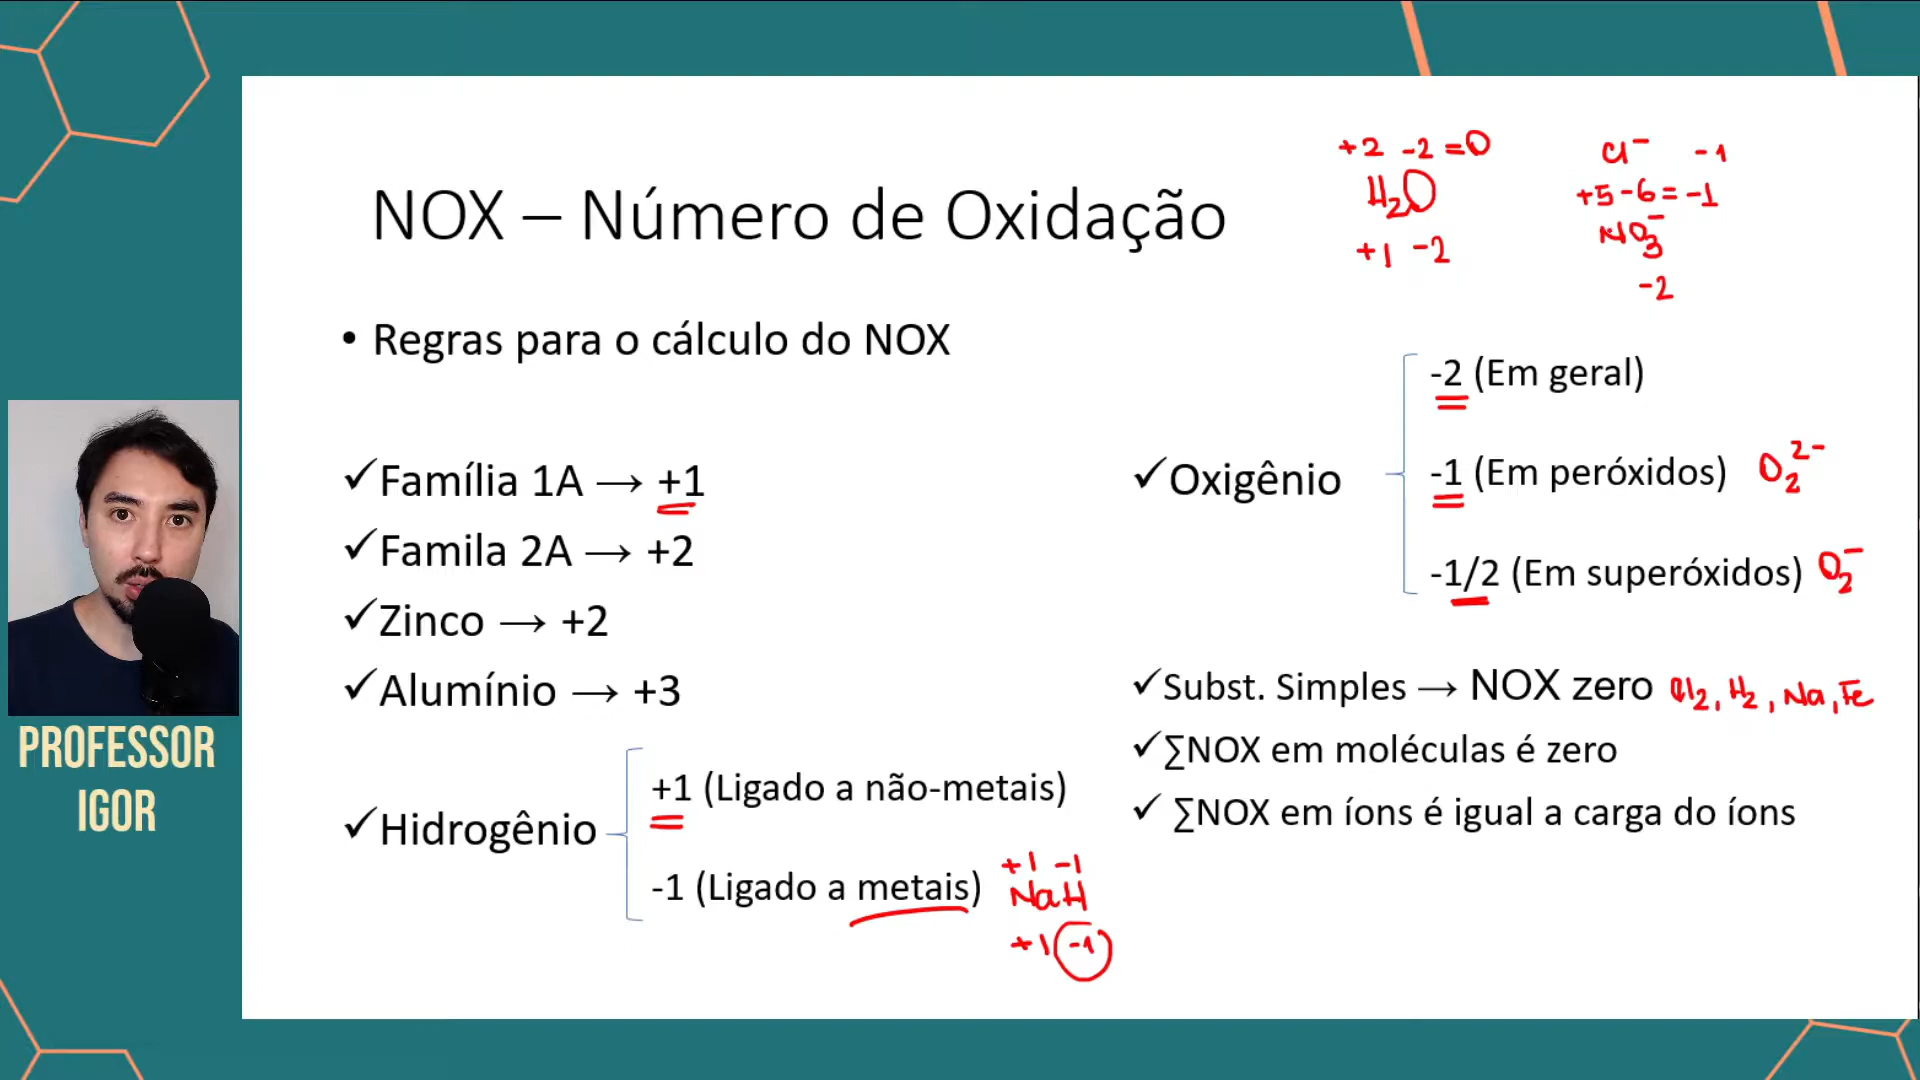 NOX – Número de Oxidação
+2 -2 =0
H₂O
+1 -2
Cl⁻ -1
+5 -6 = -1
NO₃⁻
-2
• Regras para o cálculo do NOX
✓Família 1A → +1
✓Famila 2A → +2
✓Zinco → +2
✓Alumínio → +3
✓Hidrogênio
+1 (Ligado a não-metais)
-1 (Ligado a metais)
+1 -1
NaH
+1 -1
✓Oxigênio
-2 (Em geral)
-1 (Em peróxidos) O₂²⁻
-1/2 (Em superóxidos) O₂⁻
✓Subst. Simples → NOX zero Cl₂, H₂, Na, Fe
✓∑NOX em moléculas é zero
✓ ∑NOX em íons é igual a carga do íons
PROFESSOR
IGOR